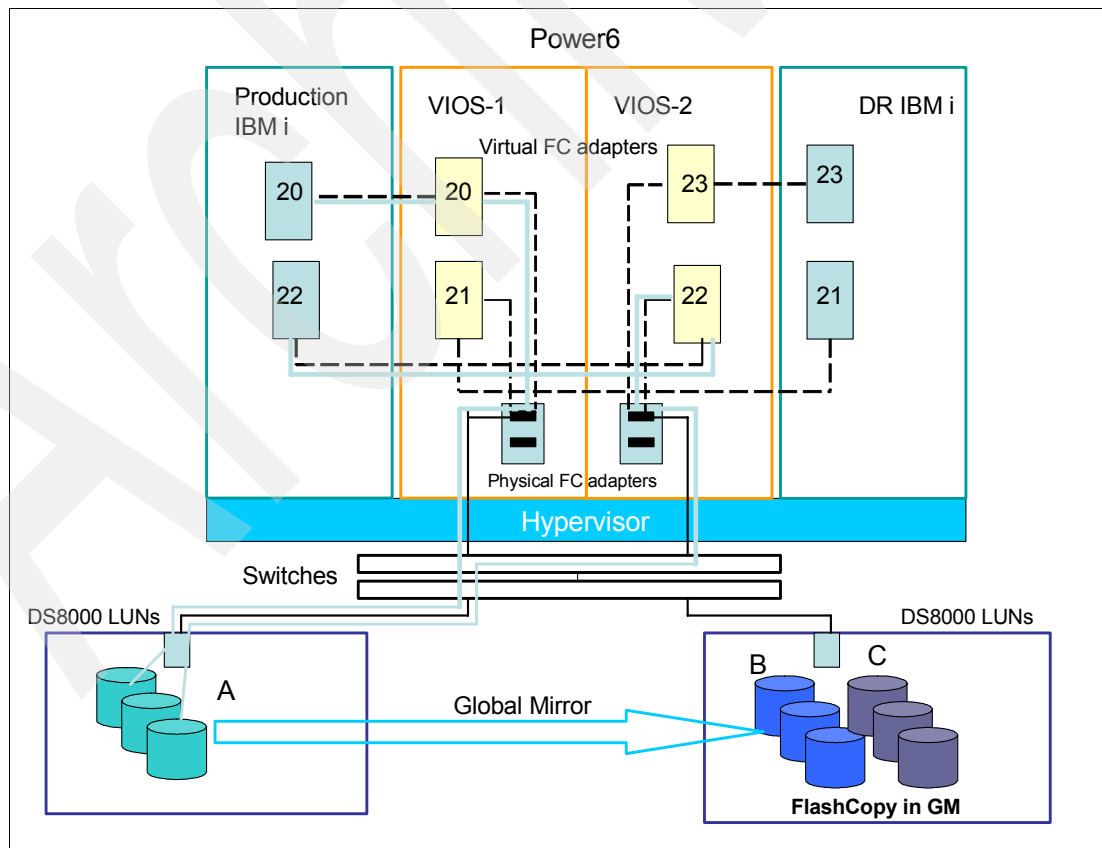 Power6
Production
IBM i
VIOS-1
VIOS-2
DR IBM i
Virtual FC adapters
20
20
23
23
22
21
22
21
Physical FC adapters
Hypervisor
Switches
DS8000 LUNs
DS8000 LUNs
A
B
C
Global Mirror
FlashCopy in GM